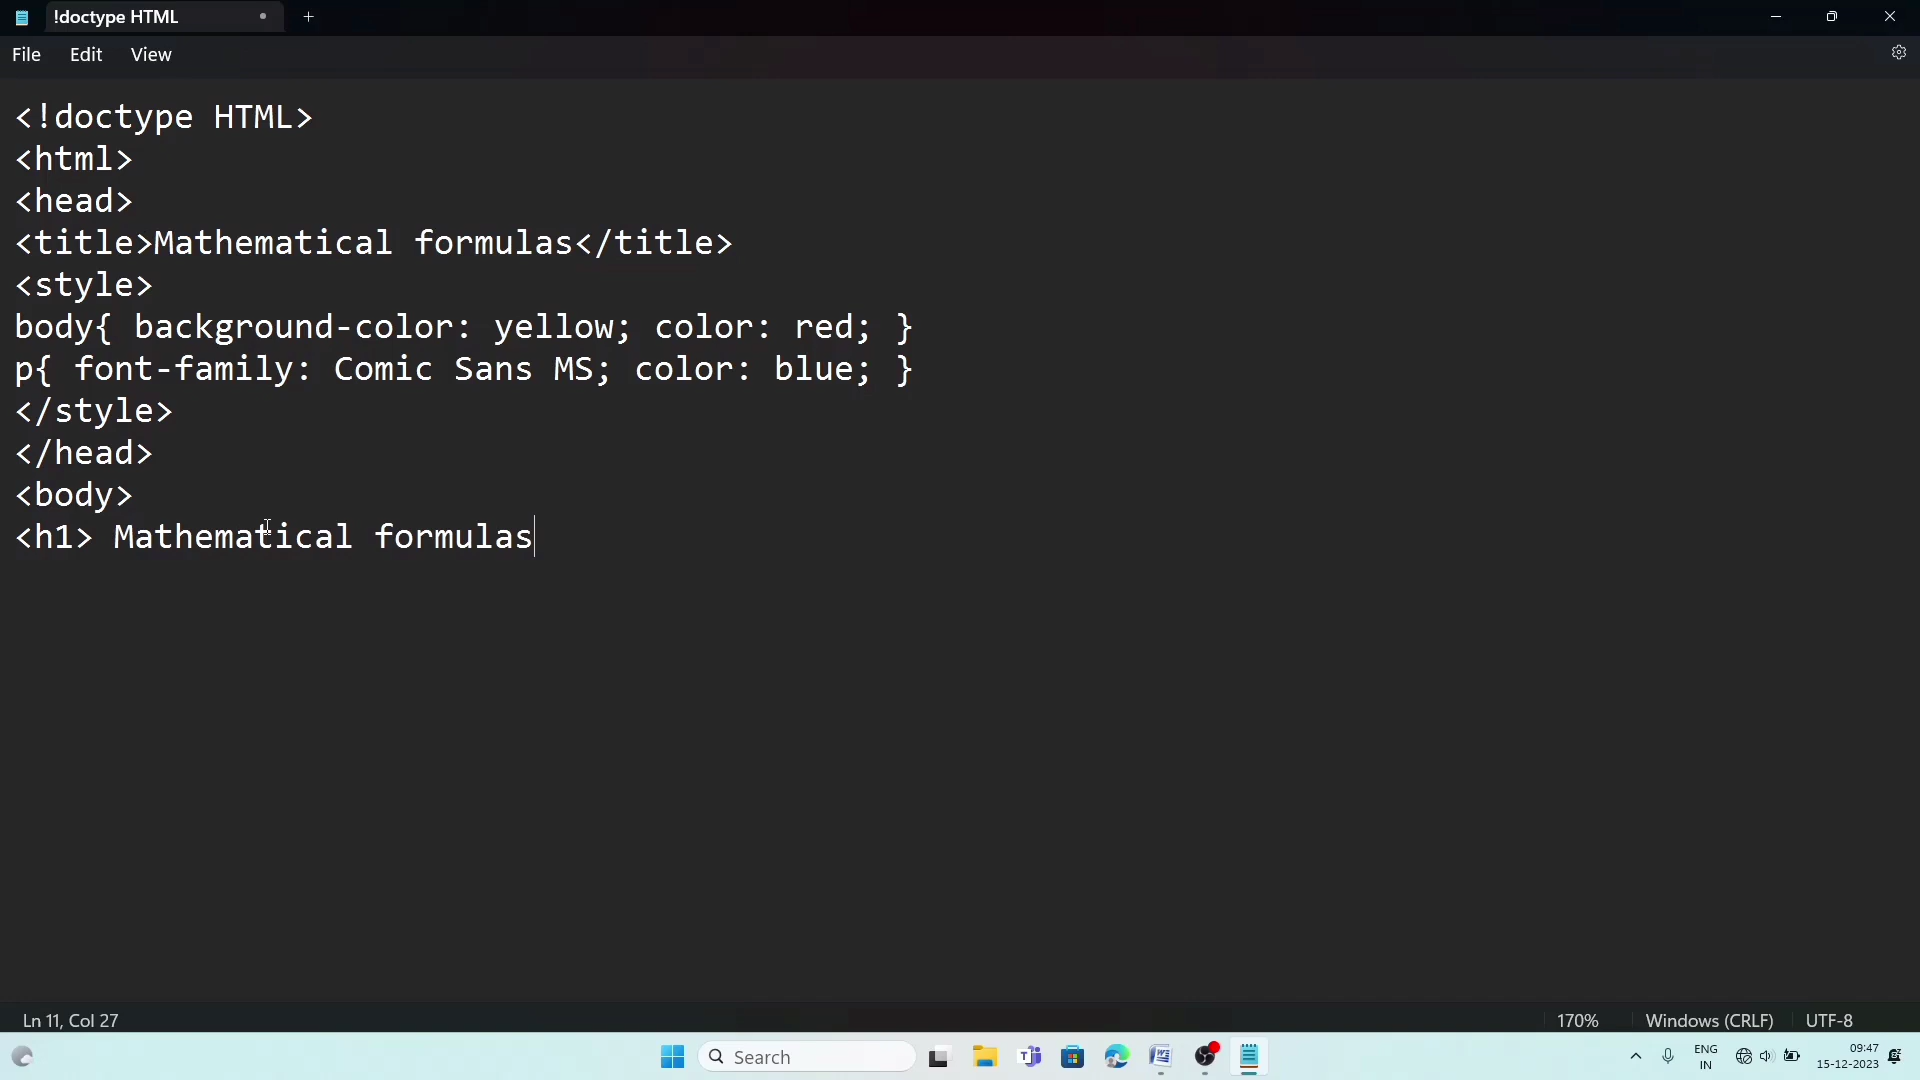 !doctype HTML
File Edit View
<!doctype HTML>
<html>
<head>
<title>Mathematical formulas</title>
<style>
body{ background-color: yellow; color: red; }
p{ font-family: Comic Sans MS; color: blue; }
</style>
</head>
<body>
<h1> Mathematical formulas
Ln 11, Col 27 170% Windows (CRLF) UTF-8
Search ENG 09:47
IN 15-12-2023